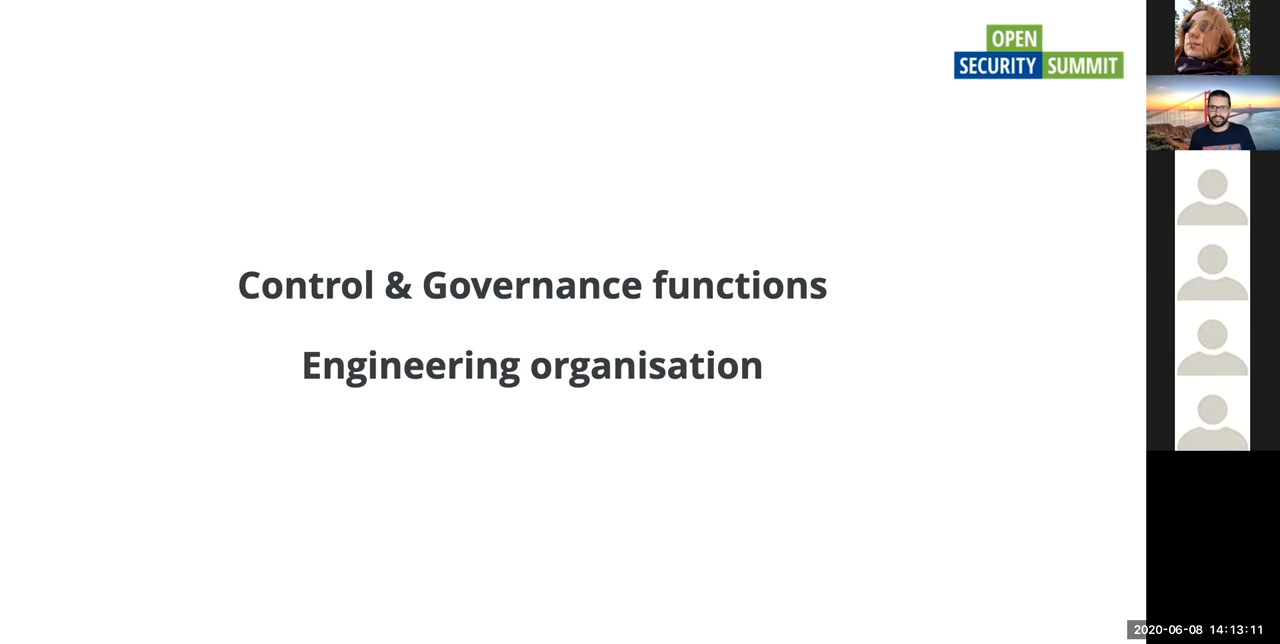 OPEN
SECURITY SUMMIT
Control & Governance functions
Engineering organisation
2020-06-08 14:13:11